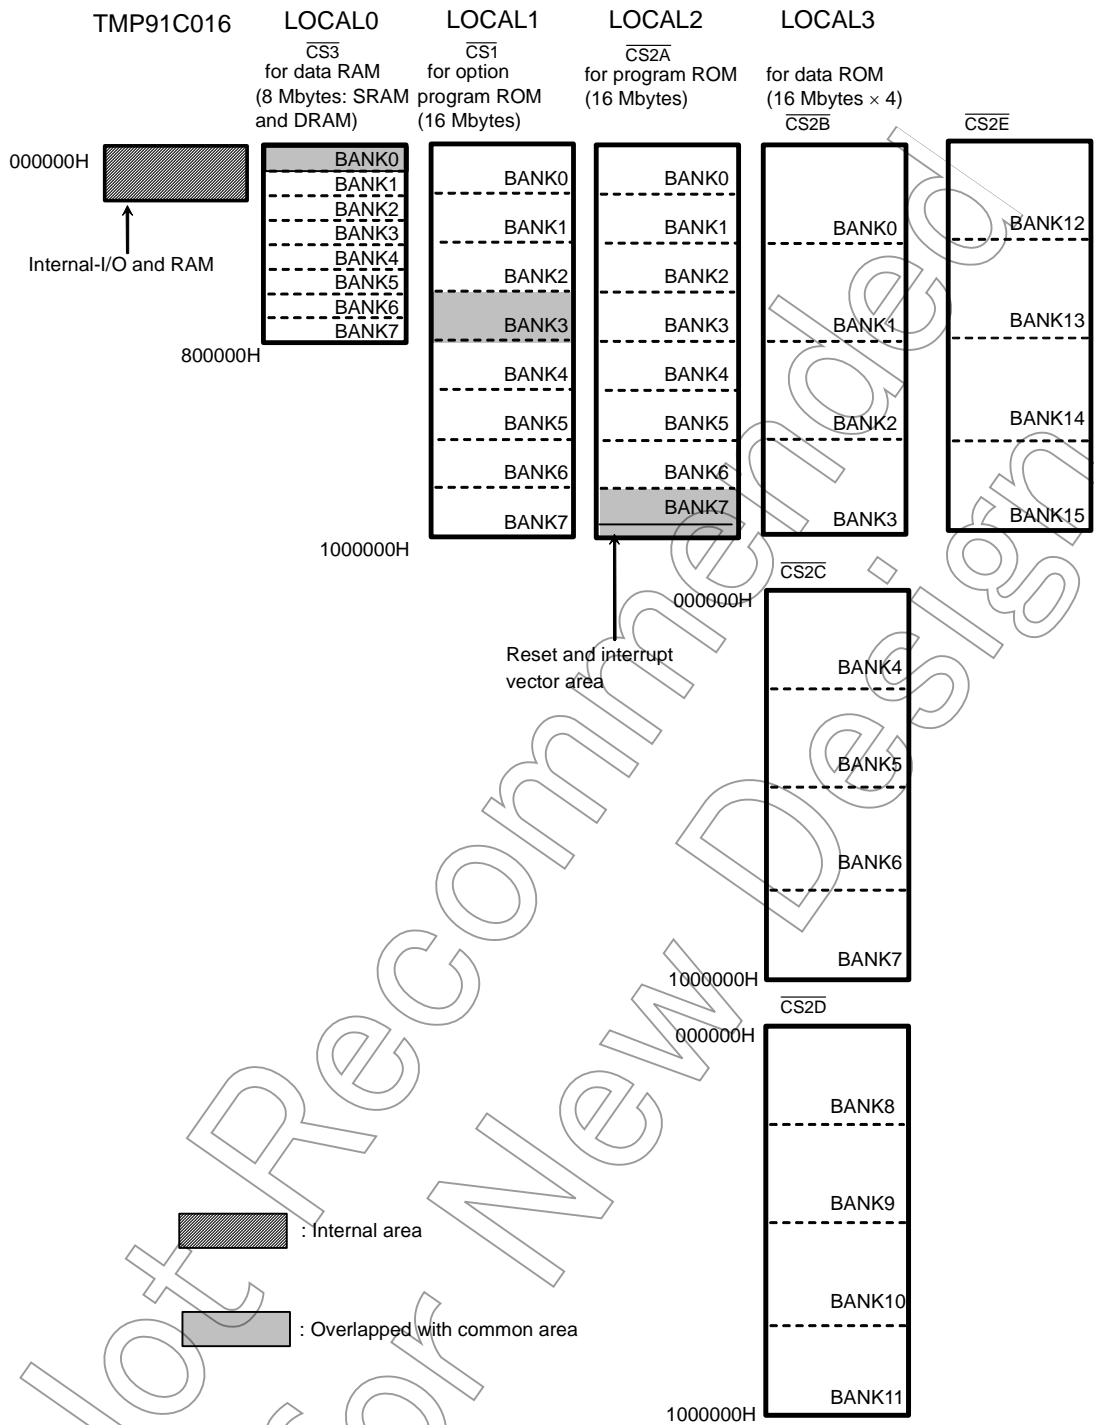 TMP91C016
LOCAL0
LOCAL1
LOCAL2
LOCAL3
CS3
for data RAM
(8 Mbytes: SRAM
and DRAM)
CS1
for option
program ROM
(16 Mbytes)
CS2A
for program ROM
(16 Mbytes)
for data ROM
(16 Mbytes × 4)
CS2B
CS2E
000000H
Internal-I/O and RAM
BANK0
BANK1
BANK2
BANK3
BANK4
BANK5
BANK6
BANK7
800000H
BANK0
BANK1
BANK2
BANK3
BANK4
BANK5
BANK6
BANK7
1000000H
BANK0
BANK1
BANK2
BANK3
BANK4
BANK5
BANK6
BANK7
Reset and interrupt
vector area
BANK0
BANK1
BANK2
BANK3
BANK12
BANK13
BANK14
BANK15
CS2C
000000H
BANK4
BANK5
BANK6
BANK7
1000000H
CS2D
000000H
BANK8
BANK9
BANK10
BANK11
1000000H
: Internal area
: Overlapped with common area
Not Recommended
for New Design